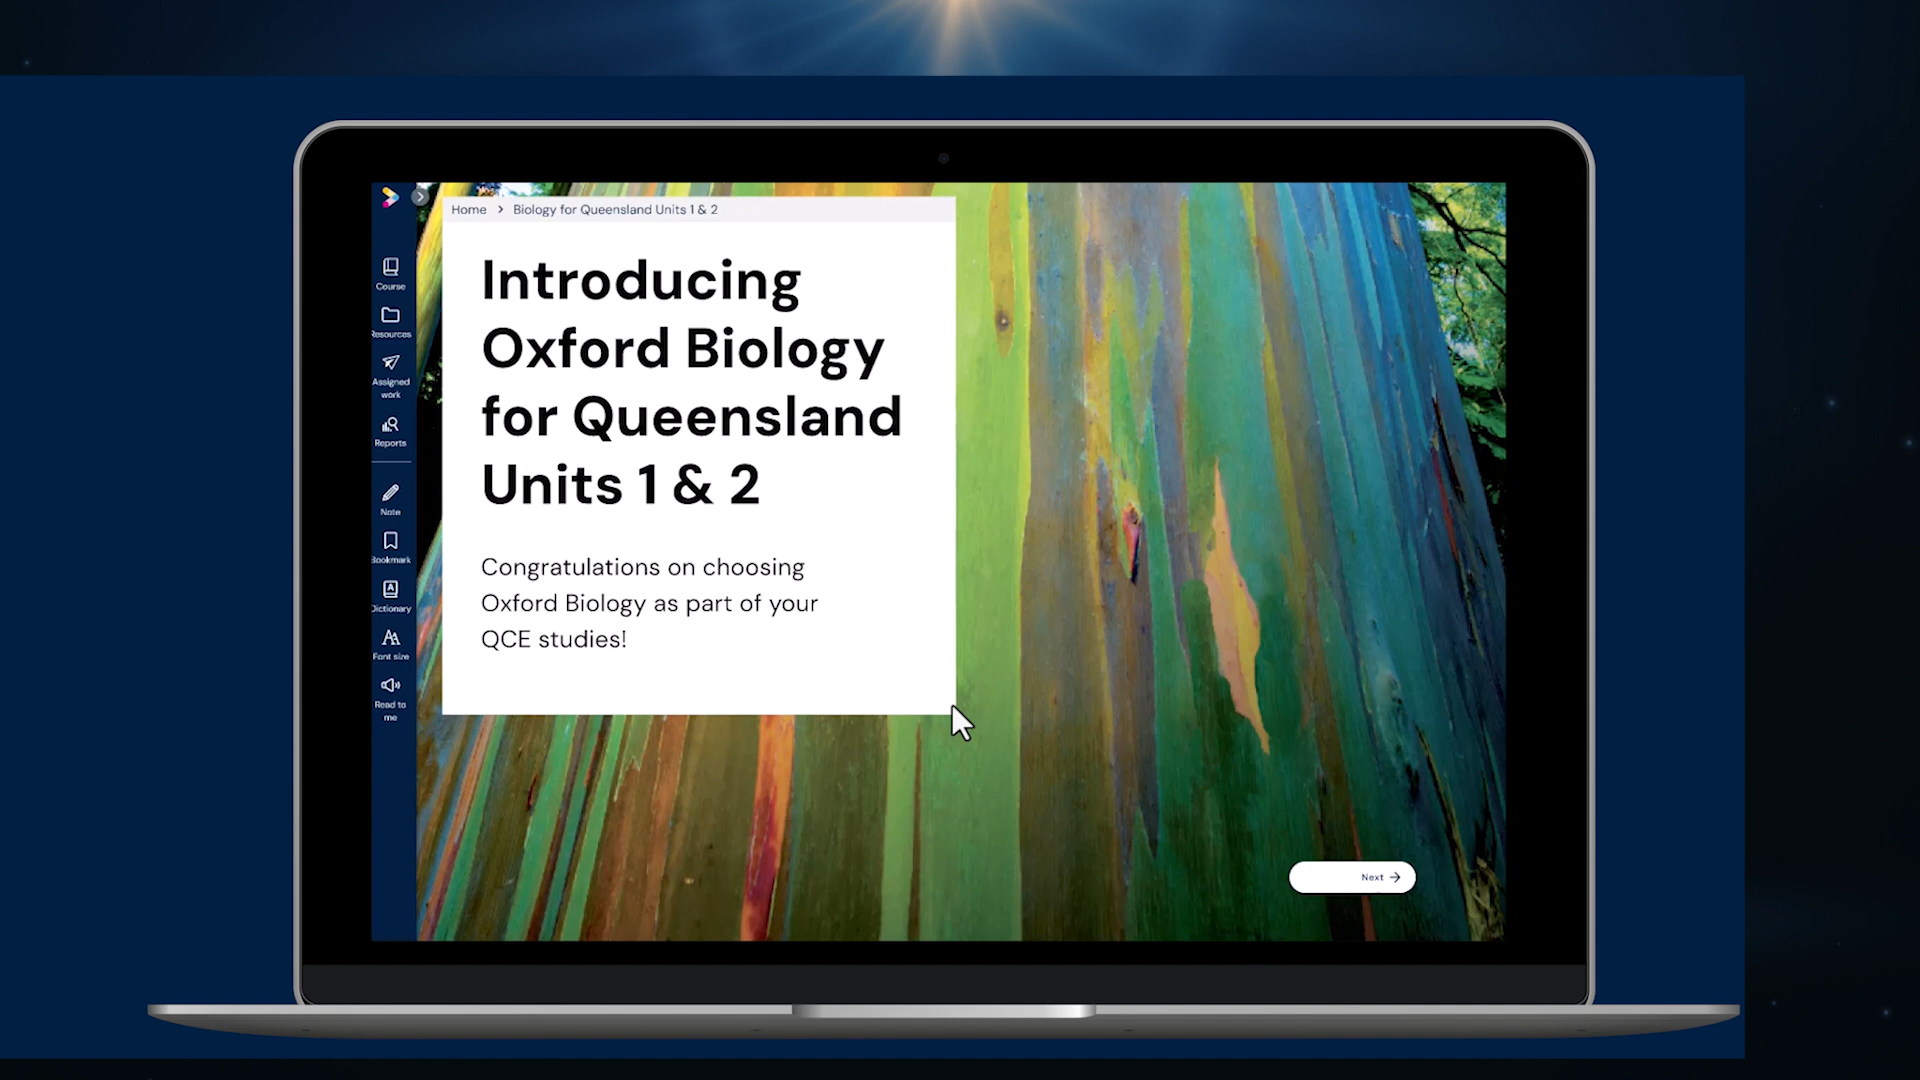 Home > Biology for Queensland Units 1 & 2
Introducing
Oxford Biology
for Queensland
Units 1 & 2
Congratulations on choosing
Oxford Biology as part of your
QCE studies!
Course
Resources
Assigned
work
Reports
Note
Bookmark
Dictionary
Font size
Read to
me
Next →